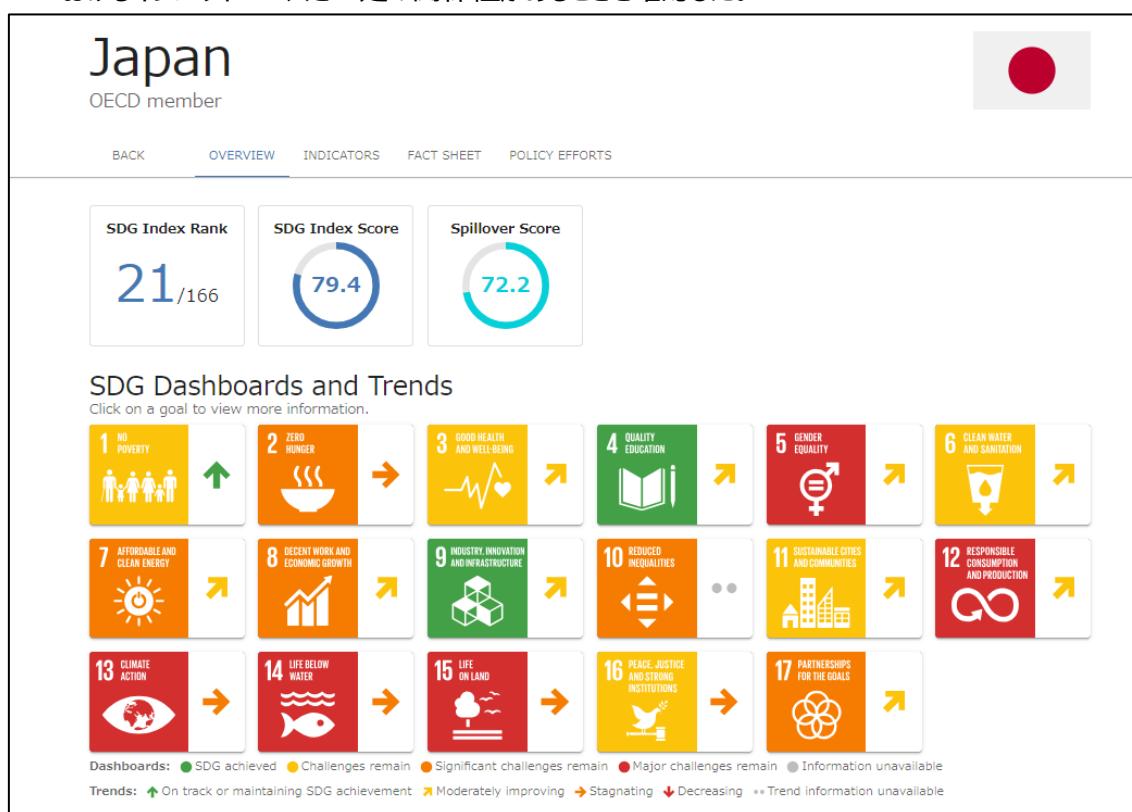 Japan
OECD member
BACK OVERVIEW INDICATORS FACT SHEET POLICY EFFORTS
SDG Index Rank
21/166
SDG Index Score
79.4
Spillover Score
72.2
SDG Dashboards and Trends
Click on a goal to view more information.
1 NO
POVERTY
2 ZERO
HUNGER
3 GOOD HEALTH
AND WELL-BEING
4 QUALITY
EDUCATION
5 GENDER
EQUALITY
6 CLEAN WATER
AND SANITATION
7 AFFORDABLE AND
CLEAN ENERGY
8 DECENT WORK AND
ECONOMIC GROWTH
9 INDUSTRY, INNOVATION
AND INFRASTRUCTURE
10 REDUCED
INEQUALITIES
11 SUSTAINABLE CITIES
AND COMMUNITIES
12 RESPONSIBLE
CONSUMPTION
AND PRODUCTION
13 CLIMATE
ACTION
14 LIFE BELOW
WATER
15 LIFE
ON LAND
16 PEACE, JUSTICE
AND STRONG
INSTITUTIONS
17 PARTNERSHIPS
FOR THE GOALS
Dashboards: SDG achieved Challenges remain Significant challenges remain Major challenges remain Information unavailable
Trends: On track or maintaining SDG achievement Moderately improving Stagnating Decreasing Trend information unavailable